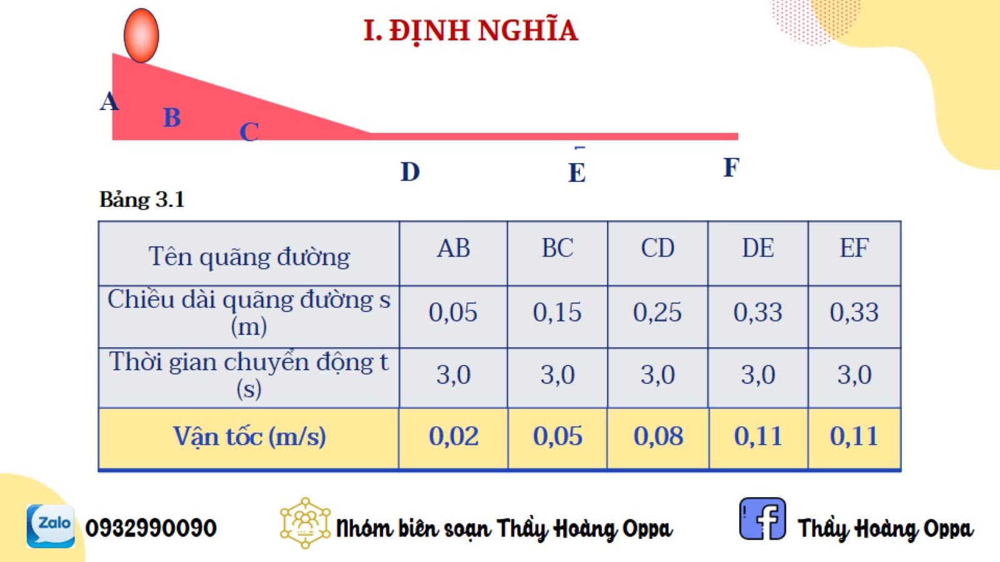 I. ĐỊNH NGHĨA
A
B
C
D
E
F
Bảng 3.1
Tên quãng đường AB BC CD DE EF
Chiều dài quãng đường s
(m) 0,05 0,15 0,25 0,33 0,33
Thời gian chuyển động t
(s) 3,0 3,0 3,0 3,0 3,0
Vận tốc (m/s) 0,02 0,05 0,08 0,11 0,11
Zalo 0932990090 Nhóm biên soạn Thầy Hoàng Oppa f Thầy Hoàng Oppa